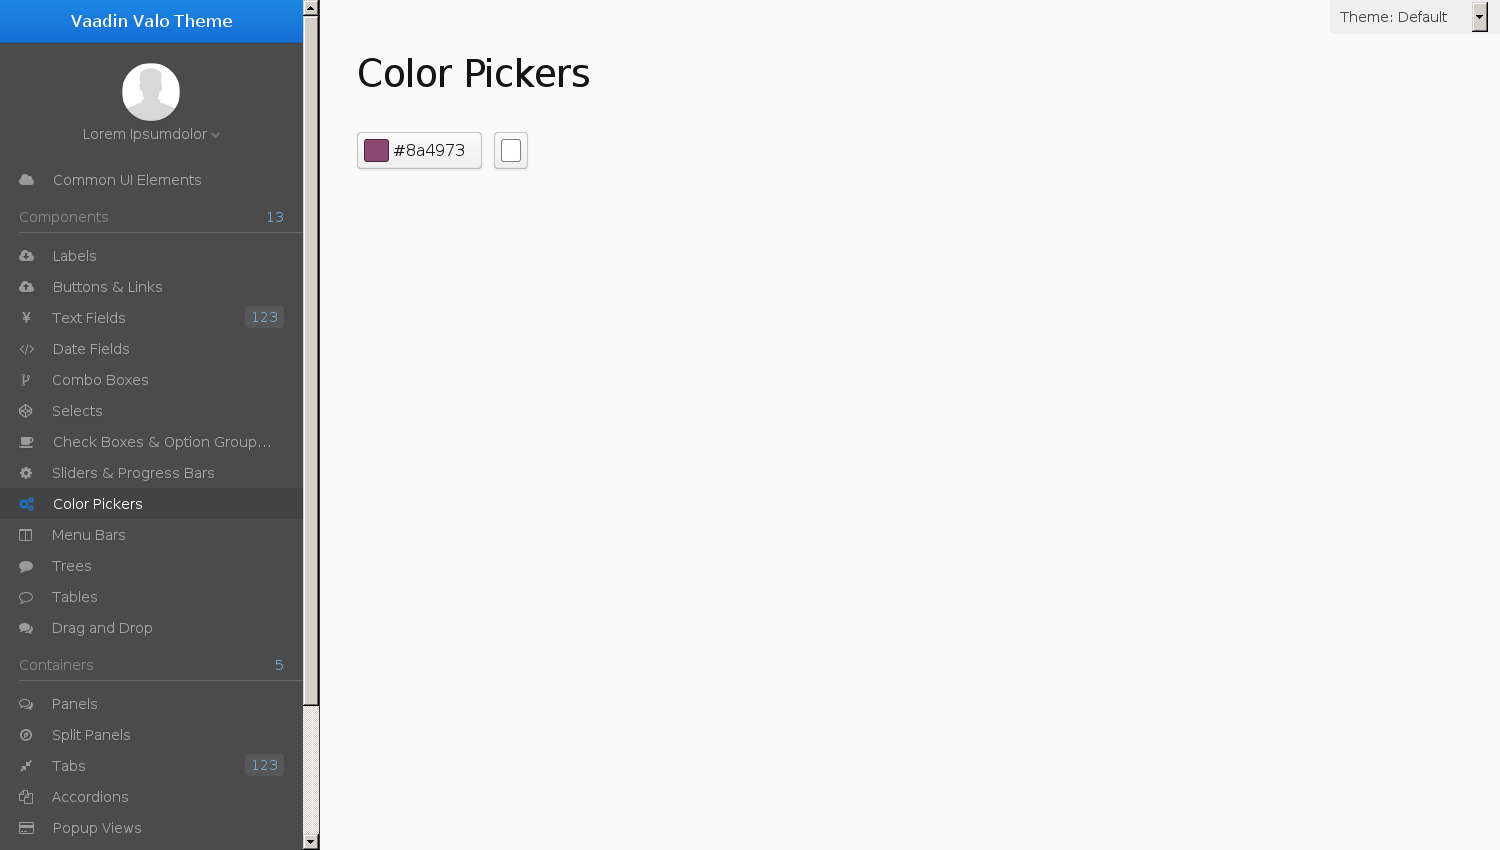 Vaadin Valo Theme
Lorem Ipsumdolor
Common UI Elements
Components 13
Labels
Buttons & Links
Text Fields 123
Date Fields
Combo Boxes
Selects
Check Boxes & Option Group...
Sliders & Progress Bars
Color Pickers
Menu Bars
Trees
Tables
Drag and Drop
Containers 5
Panels
Split Panels
Tabs 123
Accordions
Popup Views
Theme: Default
Color Pickers
#8a4973